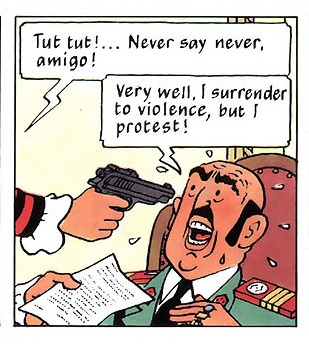 Tut tut!... Never say never,
amigo!
Very well, I surrender
to violence, but I
protest!